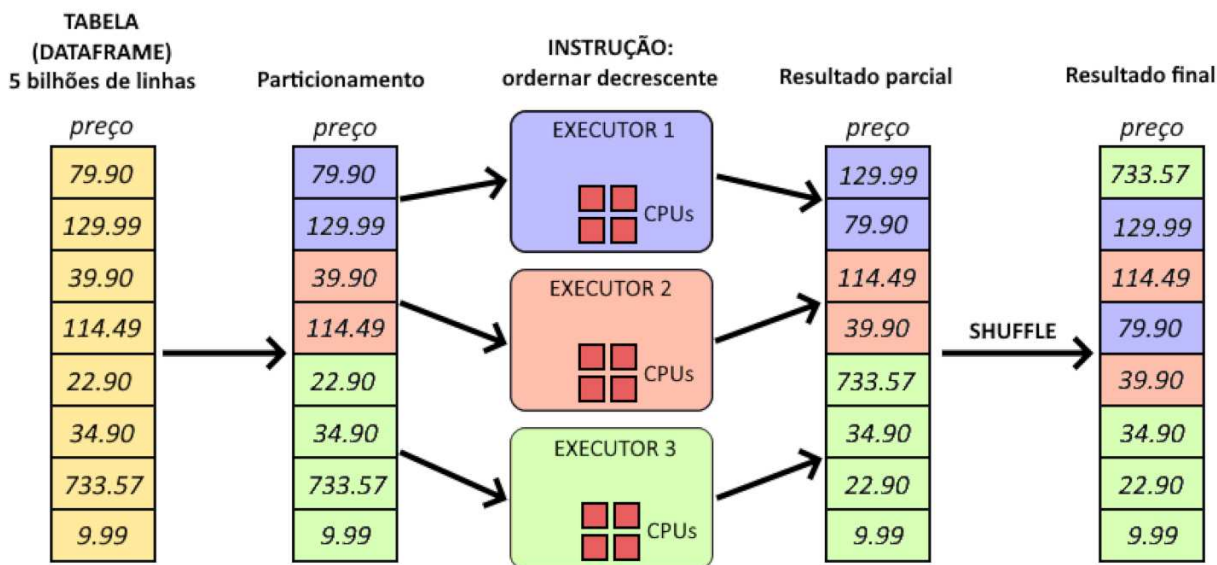 TABELA
(DATAFRAME)
5 bilhões de linhas
preço
79.90
129.99
39.90
114.49
22.90
34.90
733.57
9.99
Particionamento
preço
79.90
129.99
39.90
114.49
22.90
34.90
733.57
9.99
INSTRUÇÃO:
ordernar decrescente
EXECUTOR 1
CPUs
EXECUTOR 2
CPUs
EXECUTOR 3
CPUs
Resultado parcial
preço
129.99
79.90
114.49
39.90
733.57
34.90
22.90
9.99
SHUFFLE
Resultado final
preço
733.57
129.99
114.49
79.90
39.90
34.90
22.90
9.99